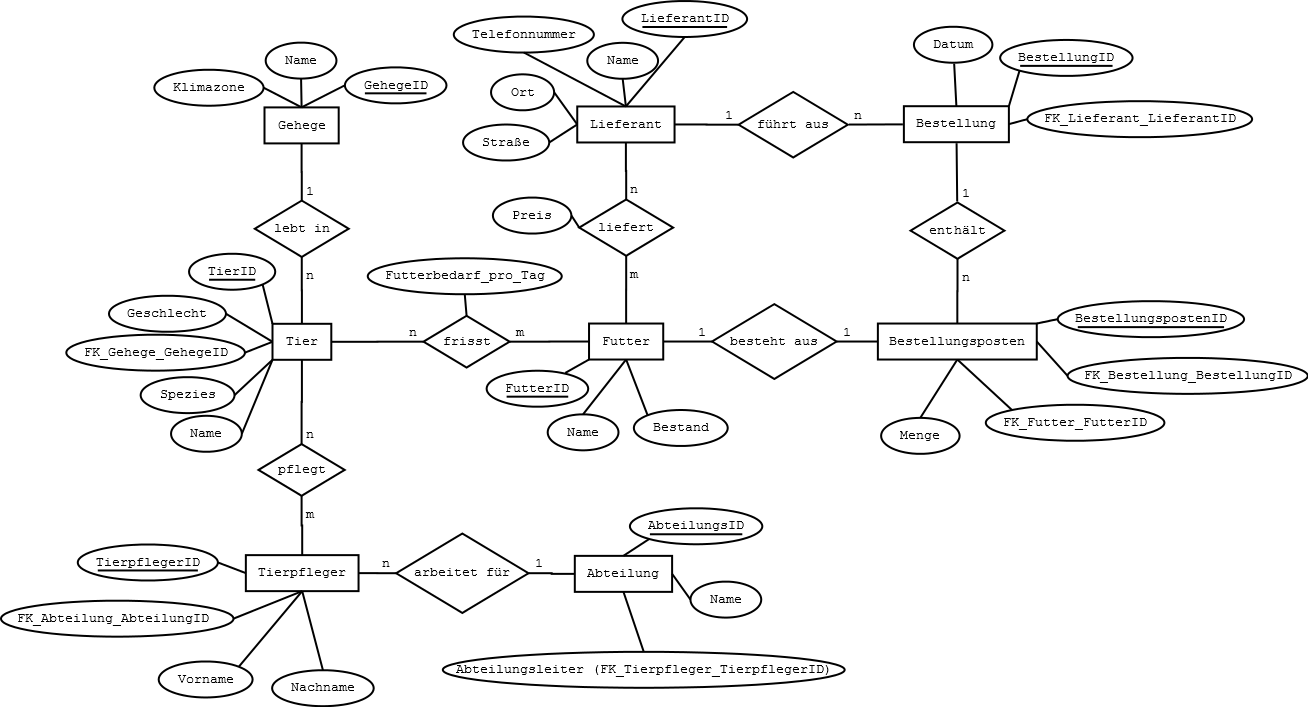 LieferantID
Telefonnummer
Datum
Name
Name
BestellungID
Klimazone
GehegeID
Ort
FK_Lieferant_LieferantID
Gehege
Lieferant
1
führt aus
n
Bestellung
Straße
1
n
1
Preis
lebt in
liefert
enthält
TierID
n
Futterbedarf_pro_Tag
m
n
Geschlecht
BestellungspostenID
Tier
n
frisst
m
Futter
1
besteht aus
1
Bestellungsposten
FK_Gehege_GehegeID
FK_Bestellung_BestellungID
Spezies
FutterID
FK_Futter_FutterID
Name
n
Name
Bestand
Menge
pflegt
m
AbteilungsID
TierpflegerID
Tierpfleger
n
arbeitet für
1
Abteilung
Name
FK_Abteilung_AbteilungID
Abteilungsleiter (FK_Tierpfleger_TierpflegerID)
Vorname
Nachname